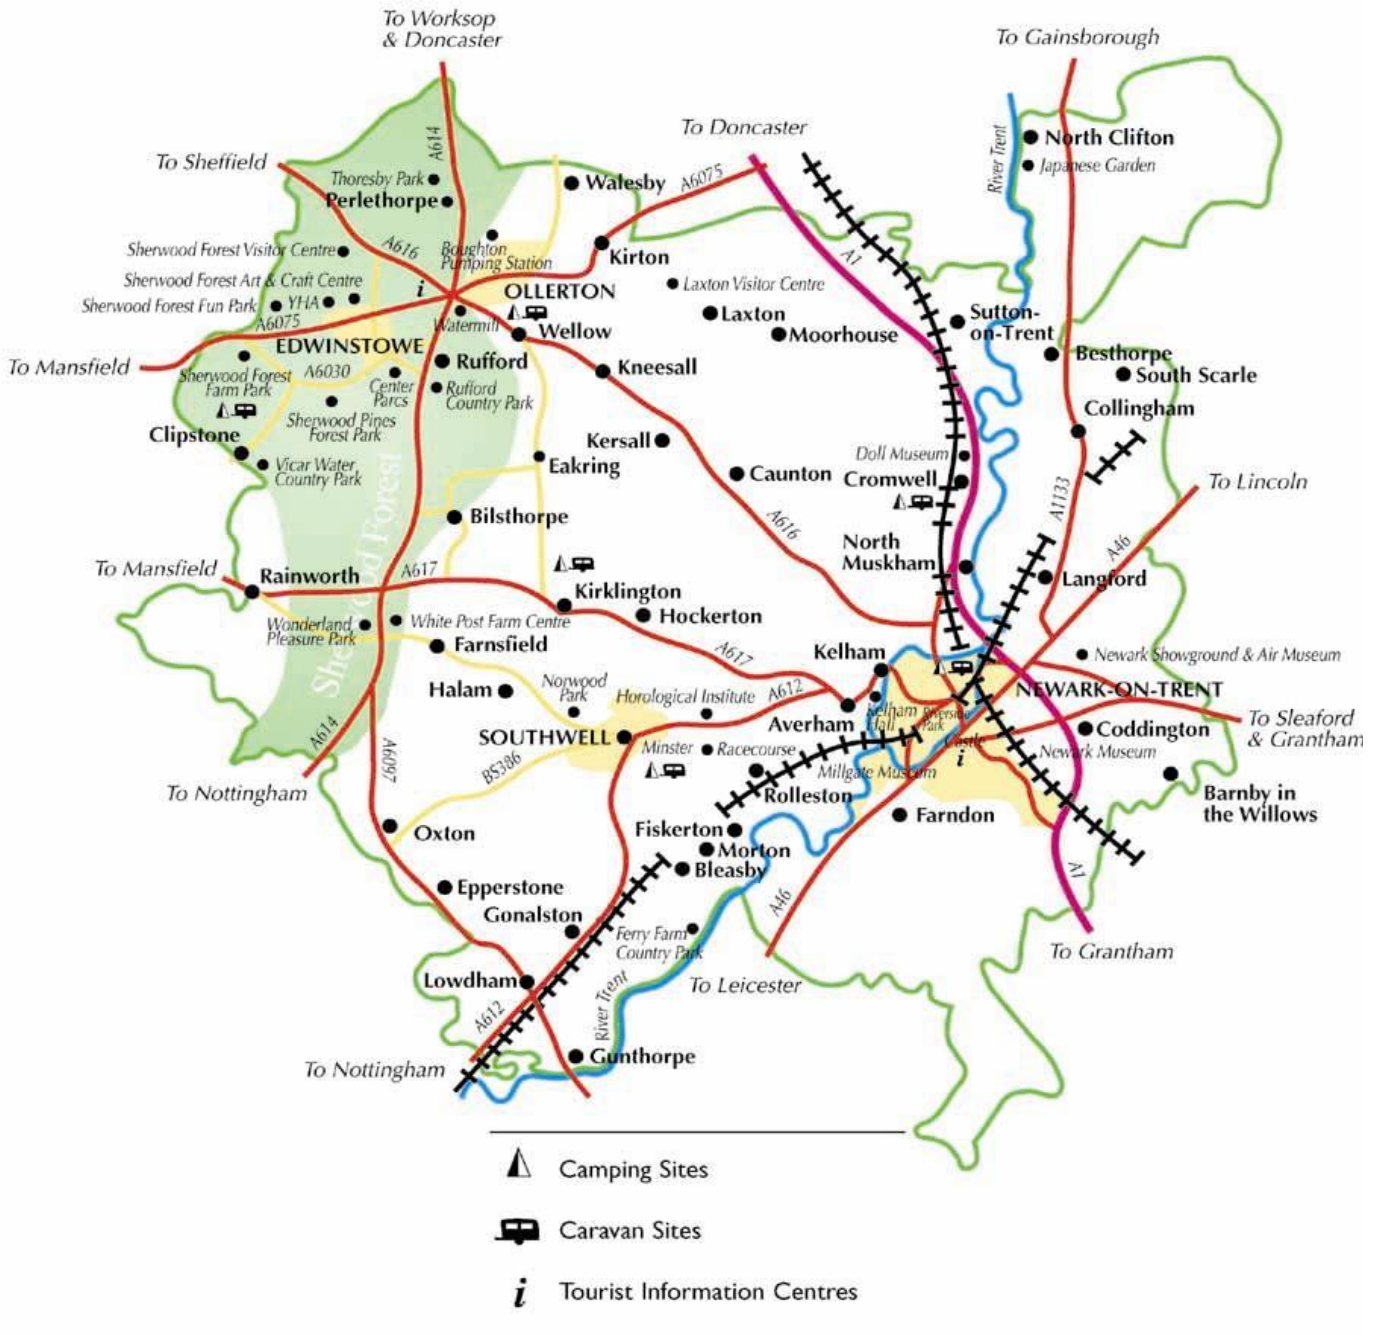 To Worksop
& Doncaster
To Gainsborough
To Doncaster
To Sheffield
A614
Thoresby Park
Perlethorpe
Walesby
A6075
River Trent
North Clifton
Japanese Garden
Sherwood Forest Visitor Centre
A616
Boughton
Pumping Station
Kirton
A1
Sherwood Forest Art & Craft Centre
i
OLLERTON
Laxton Visitor Centre
Sherwood Forest Fun Park
YHA
A6075
Watermill
Wellow
Laxton
Moorhouse
Sutton-
on-Trent
EDWINSTOWE
Rufford
To Mansfield
Sherwood Forest
Farm Park
A6030
Center
Parcs
Rufford
Country Park
Kneesall
Besthorpe
South Scarle
Collingham
Sherwood Pines
Forest Park
Clipstone
Vicar Water
Country Park
Kersall
Eakring
Caunton
Doll Museum
Cromwell
To Lincoln
A1133
A46
Bilsthorpe
A616
North
Muskham
Sherwood Forest
To Mansfield
Rainworth
A617
Kirklington
Hockerton
Langford
Wonderland
Pleasure Park
White Post Farm Centre
Farnsfield
A617
Kelham
Newark Showground & Air Museum
Halam
Norwood
Park
Horological Institute
A612
Averham
Kelham
Hall
Riverside
Park
NEWARK-ON-TRENT
To Sleaford
& Grantham
A614
A6097
SOUTHWELL
Minster
Racecourse
Castle
i
Coddington
Newark Museum
BS386
Millgate Museum
To Nottingham
Rolleston
Farndon
Barnby in
the Willows
Oxton
Fiskerton
Morton
Bleasby
A1
Epperstone
Gonalston
A46
Ferry Farm
Country Park
To Grantham
Lowdham
To Leicester
A612
River Trent
To Nottingham
Gunthorpe
Camping Sites
Caravan Sites
i Tourist Information Centres